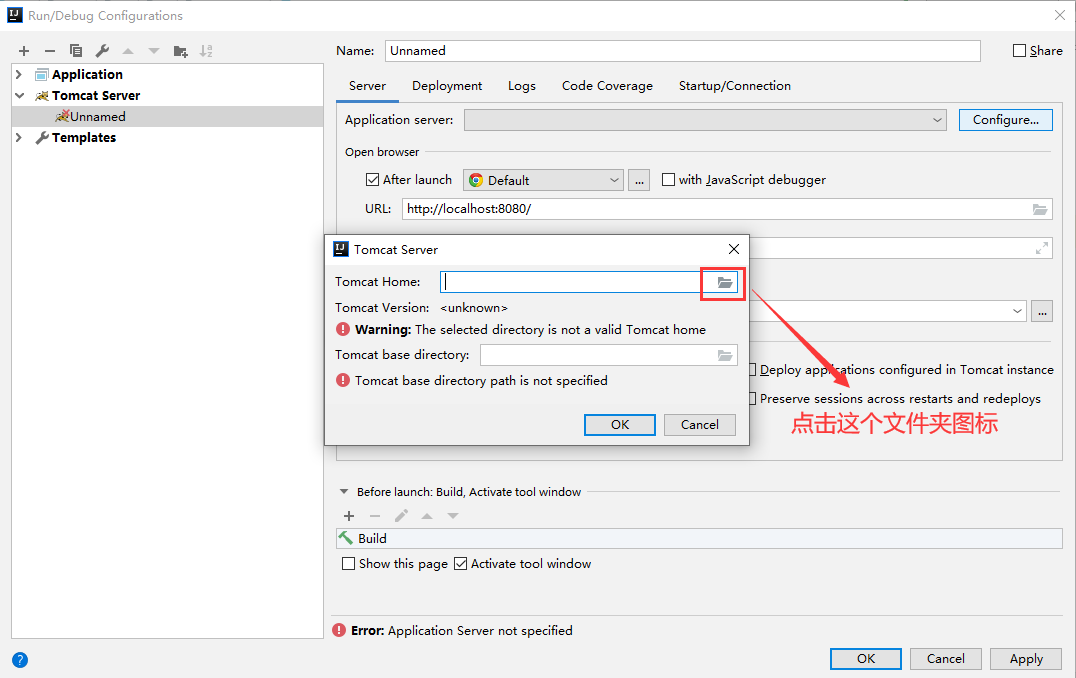 Run/Debug Configurations
Application
Tomcat Server
Unnamed
Templates
Name: Unnamed
Share
Server Deployment Logs Code Coverage Startup/Connection
Application server: Configure...
Open browser
After launch Default ... with JavaScript debugger
URL: http://localhost:8080/
Tomcat Server
Tomcat Home:
Tomcat Version: <unknown>
Warning: The selected directory is not a valid Tomcat home
Tomcat base directory:
Tomcat base directory path is not specified
OK Cancel
...
Deploy applications configured in Tomcat instance
Preserve sessions across restarts and redeploys
点击这个文件夹图标
Before launch: Build, Activate tool window
Build
Show this page Activate tool window
Error: Application Server not specified
OK Cancel Apply